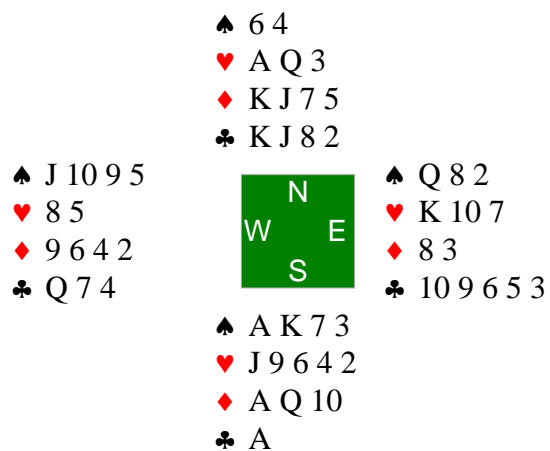 ♠ 6 4
♥ A Q 3
♦ K J 7 5
♣ K J 8 2
♠ J 10 9 5
♥ 8 5
♦ 9 6 4 2
♣ Q 7 4
N
W E
S
♠ Q 8 2
♥ K 10 7
♦ 8 3
♣ 10 9 6 5 3
♠ A K 7 3
♥ J 9 6 4 2
♦ A Q 10
♣ A